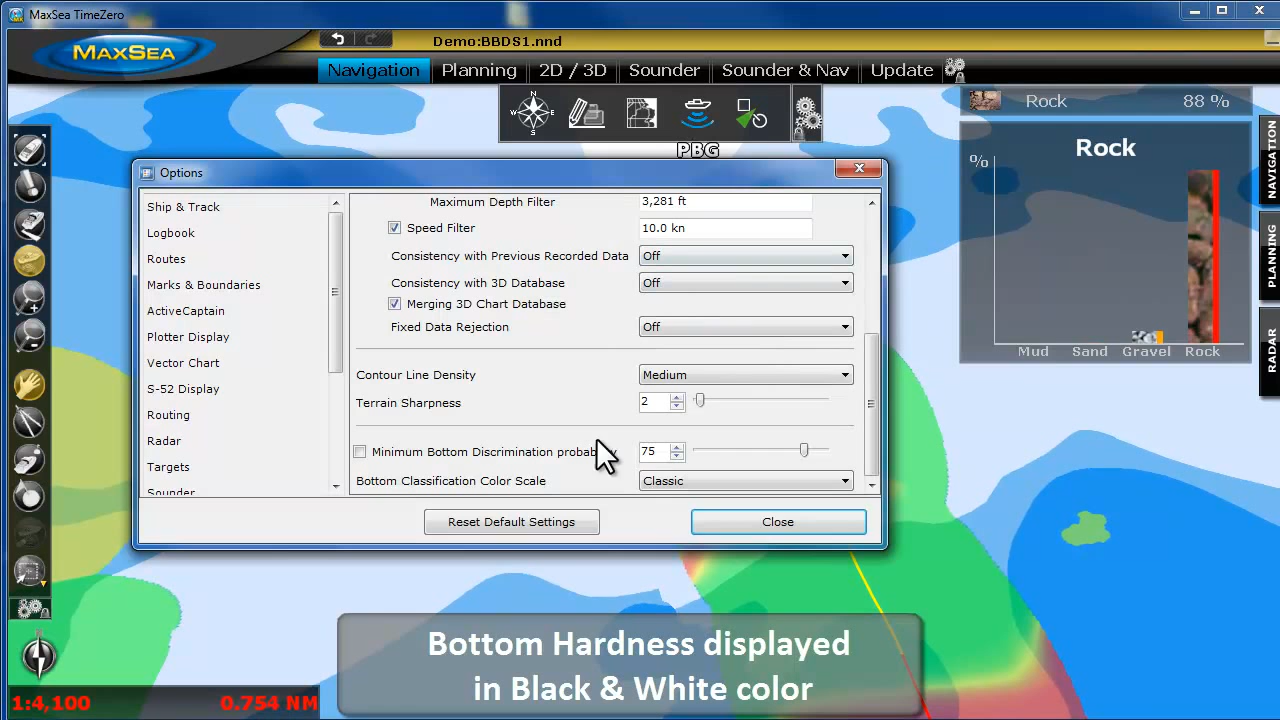 MaxSea TimeZero
MAXSEA
Demo:BBDS1.nnd
Navigation
Planning
2D / 3D
Sounder
Sounder & Nav
Update
N
W E
S
PBG
Rock 88 %
Rock
%
Mud Sand Gravel Rock
NAVIGATION
PLANNING
RADAR
Options
Ship & Track
Logbook
Routes
Marks & Boundaries
ActiveCaptain
Plotter Display
Vector Chart
S-52 Display
Routing
Radar
Targets
Sounder
Maximum Depth Filter 3,281 ft
Speed Filter 10.0 kn
Consistency with Previous Recorded Data Off
Consistency with 3D Database Off
Merging 3D Chart Database
Fixed Data Rejection Off
Contour Line Density Medium
Terrain Sharpness 2
Minimum Bottom Discrimination 75
Bottom Classification Color Scale Classic
Reset Default Settings
Close
Bottom Hardness displayed
in Black & White color
1:4,100 0.754 NM